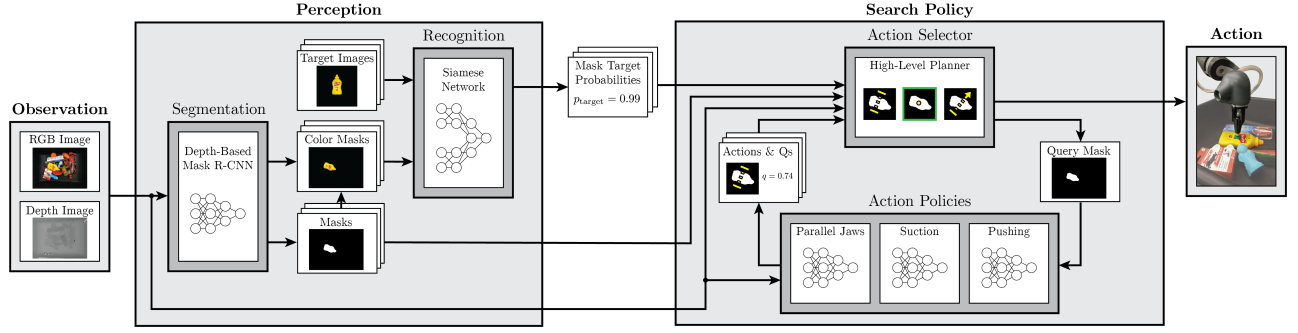 Observation
RGB Image
Depth Image
Perception
Segmentation
Depth-Based
Mask R-CNN
Target Images
Color Masks
Masks
Recognition
Siamese
Network
Mask Target
Probabilities
p_target = 0.99
Search Policy
Action Selector
High-Level Planner
Actions & Qs
q = 0.74
Query Mask
Action Policies
Parallel Jaws
Suction
Pushing
Action